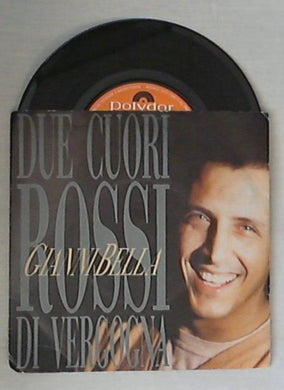 polydor
DUE CUORI
ROSSI
GIANNI BELLA
DI VERGOGNA